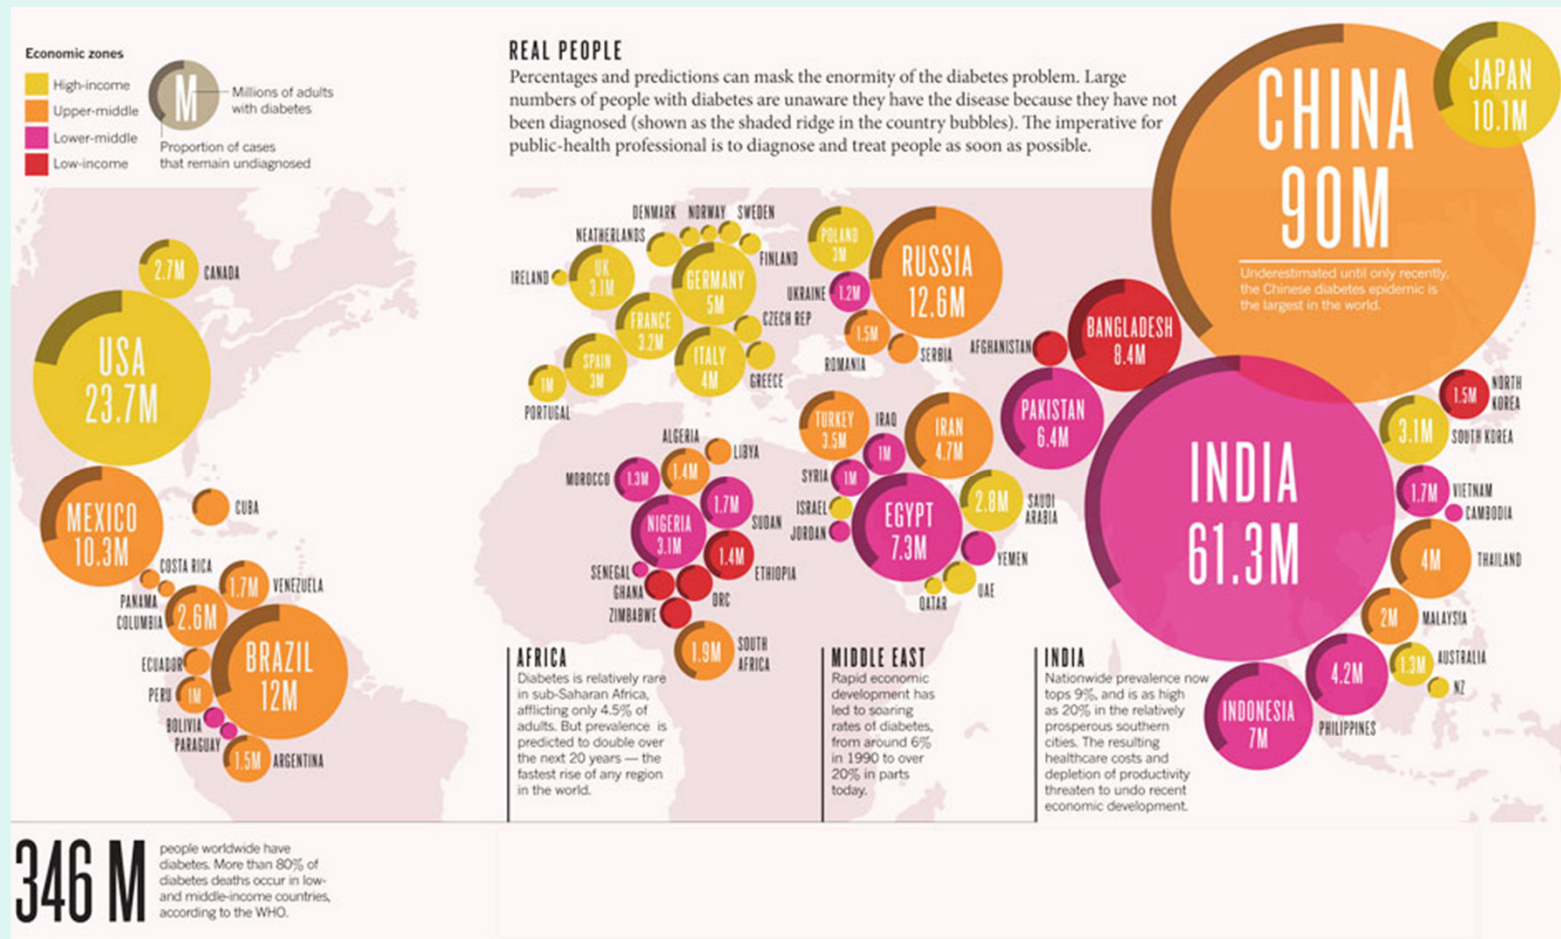 Economic zones
High-income
Upper-middle
Lower-middle
Low-income
M
Millions of adults
with diabetes
Proportion of cases
that remain undiagnosed
REAL PEOPLE
Percentages and predictions can mask the enormity of the diabetes problem. Large
numbers of people with diabetes are unaware they have the disease because they have not
been diagnosed (shown as the shaded ridge in the country bubbles). The imperative for
public-health professional is to diagnose and treat people as soon as possible.
CHINA
90M
Underestimated until only recently,
the Chinese diabetes epidemic is
the largest in the world.
JAPAN
10.1M
2.7M
CANADA
USA
23.7M
MEXICO
10.3M
CUBA
COSTA RICA
PANAMA
COLUMBIA
2.6M
1.7M
VENEZUELA
ECUADOR
BRAZIL
12M
PERU
1M
BOLIVIA
PARAGUAY
1.5M
ARGENTINA
DENMARK
NORWAY
SWEDEN
NEATHERLANDS
FINLAND
IRELAND
UK
3.1M
GERMANY
5M
FRANCE
3.2M
CZECH REP
SPAIN
3M
ITALY
4M
GREECE
1M
PORTUGAL
POLAND
3M
UKRAINE
1.2M
RUSSIA
12.6M
1.5M
ROMANIA
SERBIA
AFGHANISTAN
BANGLADESH
8.4M
PAKISTAN
6.4M
INDIA
61.3M
TURKEY
3.5M
IRAQ
1M
IRAN
4.7M
SYRIA
1M
ISRAEL
JORDAN
EGYPT
7.3M
2.8M
SAUDI
ARABIA
YEMEN
UAE
QATAR
ALGERIA
1.4M
LIBYA
MOROCCO
1.3M
1.7M
SUDAN
NIGERIA
3.1M
1.4M
ETHIOPIA
SENEGAL
GHANA
DRC
ZIMBABWE
1.9M
SOUTH
AFRICA
1.5M
NORTH
KOREA
3.1M
SOUTH KOREA
1.7M
VIETNAM
CAMBODIA
4M
THAILAND
2M
MALAYSIA
4.2M
PHILIPPINES
1.3M
AUSTRALIA
NZ
INDONESIA
7M
AFRICA
Diabetes is relatively rare
in sub-Saharan Africa,
afflicting only 4.5% of
adults. But prevalence is
predicted to double over
the next 20 years — the
fastest rise of any region
in the world.
MIDDLE EAST
Rapid economic
development has
led to soaring
rates of diabetes,
from around 6%
in 1990 to over
20% in parts
today.
INDIA
Nationwide prevalence now
tops 9%, and is as high
as 20% in the relatively
prosperous southern
cities. The resulting
healthcare costs and
depletion of productivity
threaten to undo recent
economic development.
346 M
people worldwide have
diabetes. More than 80% of
diabetes deaths occur in low-
and middle-income countries,
according to the WHO.